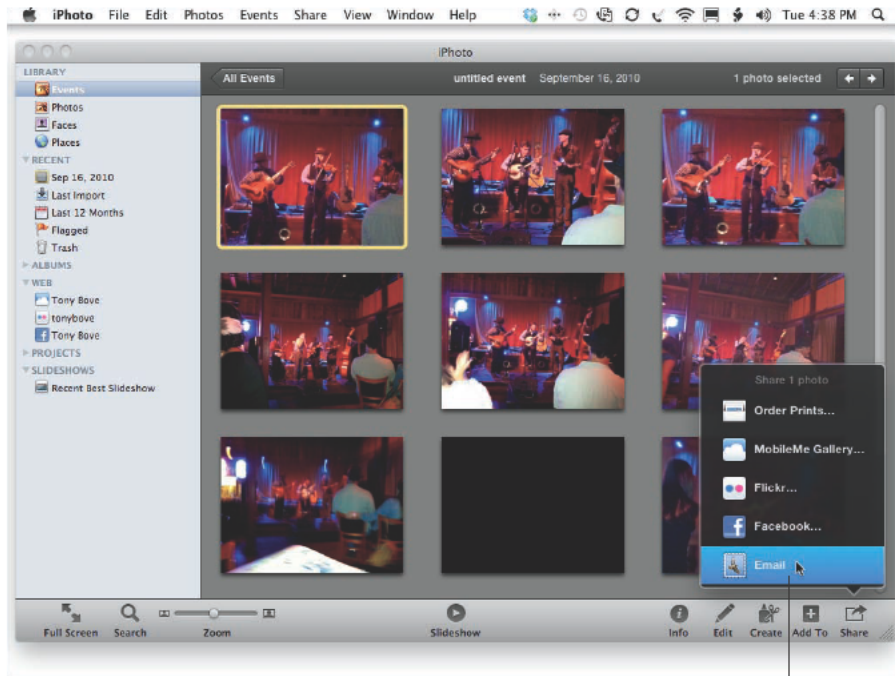 iPhoto File Edit Photos Events Share View Window Help Tue 4:38 PM
iPhoto
LIBRARY
Events
Photos
Faces
Places
RECENT
Sep 16, 2010
Last Import
Last 12 Months
Flagged
Trash
ALBUMS
WEB
Tony Bove
tonybove
Tony Bove
PROJECTS
SLIDESHOWS
Recent Best Slideshow
All Events untitled event September 16, 2010 1 photo selected
Share 1 photo
Order Prints...
MobileMe Gallery...
Flickr...
Facebook...
Email
Full Screen Search Zoom Slideshow Info Edit Create Add To Share